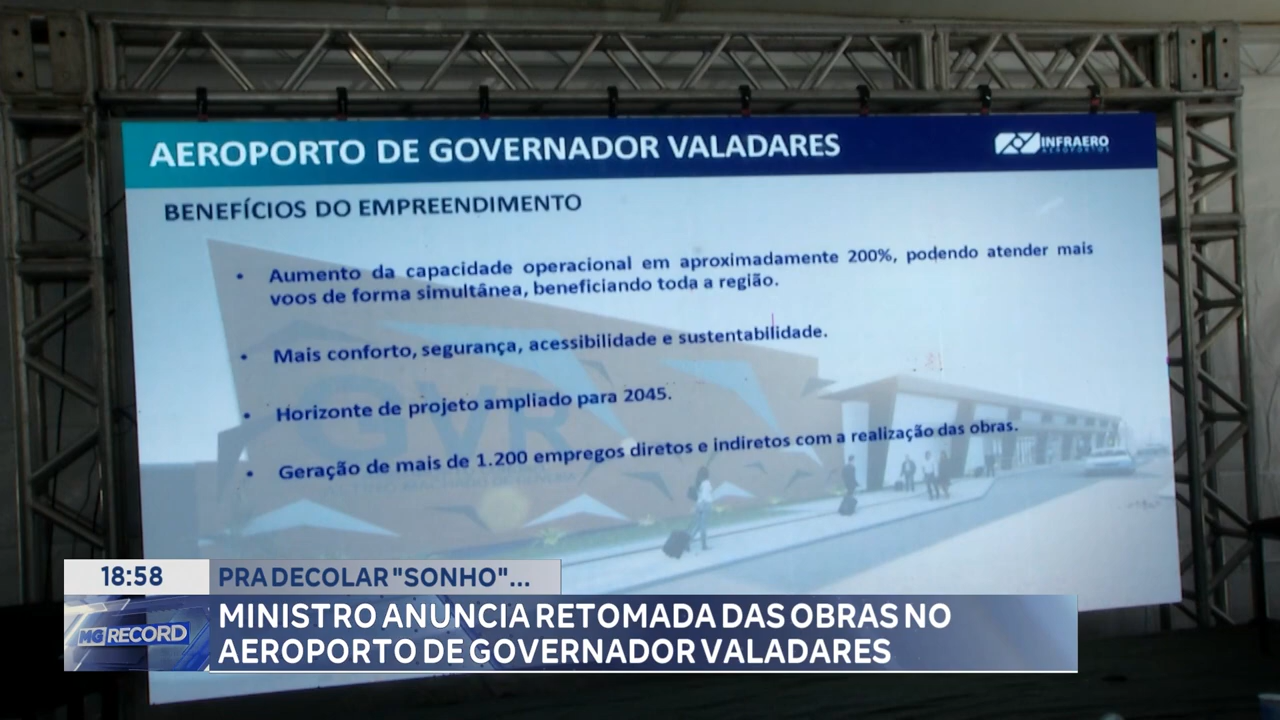 AEROPORTO DE GOVERNADOR VALADARES
INFRAERO
AEROPORTOS
BENEFÍCIOS DO EMPREENDIMENTO
• Aumento da capacidade operacional em aproximadamente 200%, podendo atender mais
voos de forma simultânea, beneficiando toda a região.
• Mais conforto, segurança, acessibilidade e sustentabilidade.
• Horizonte de projeto ampliado para 2045.
GVR
• Geração de mais de 1.200 empregos diretos e indiretos com a realização das obras.
18:58
PRA DECOLAR "SONHO"...
MG RECORD
MINISTRO ANUNCIA RETOMADA DAS OBRAS NO
AEROPORTO DE GOVERNADOR VALADARES